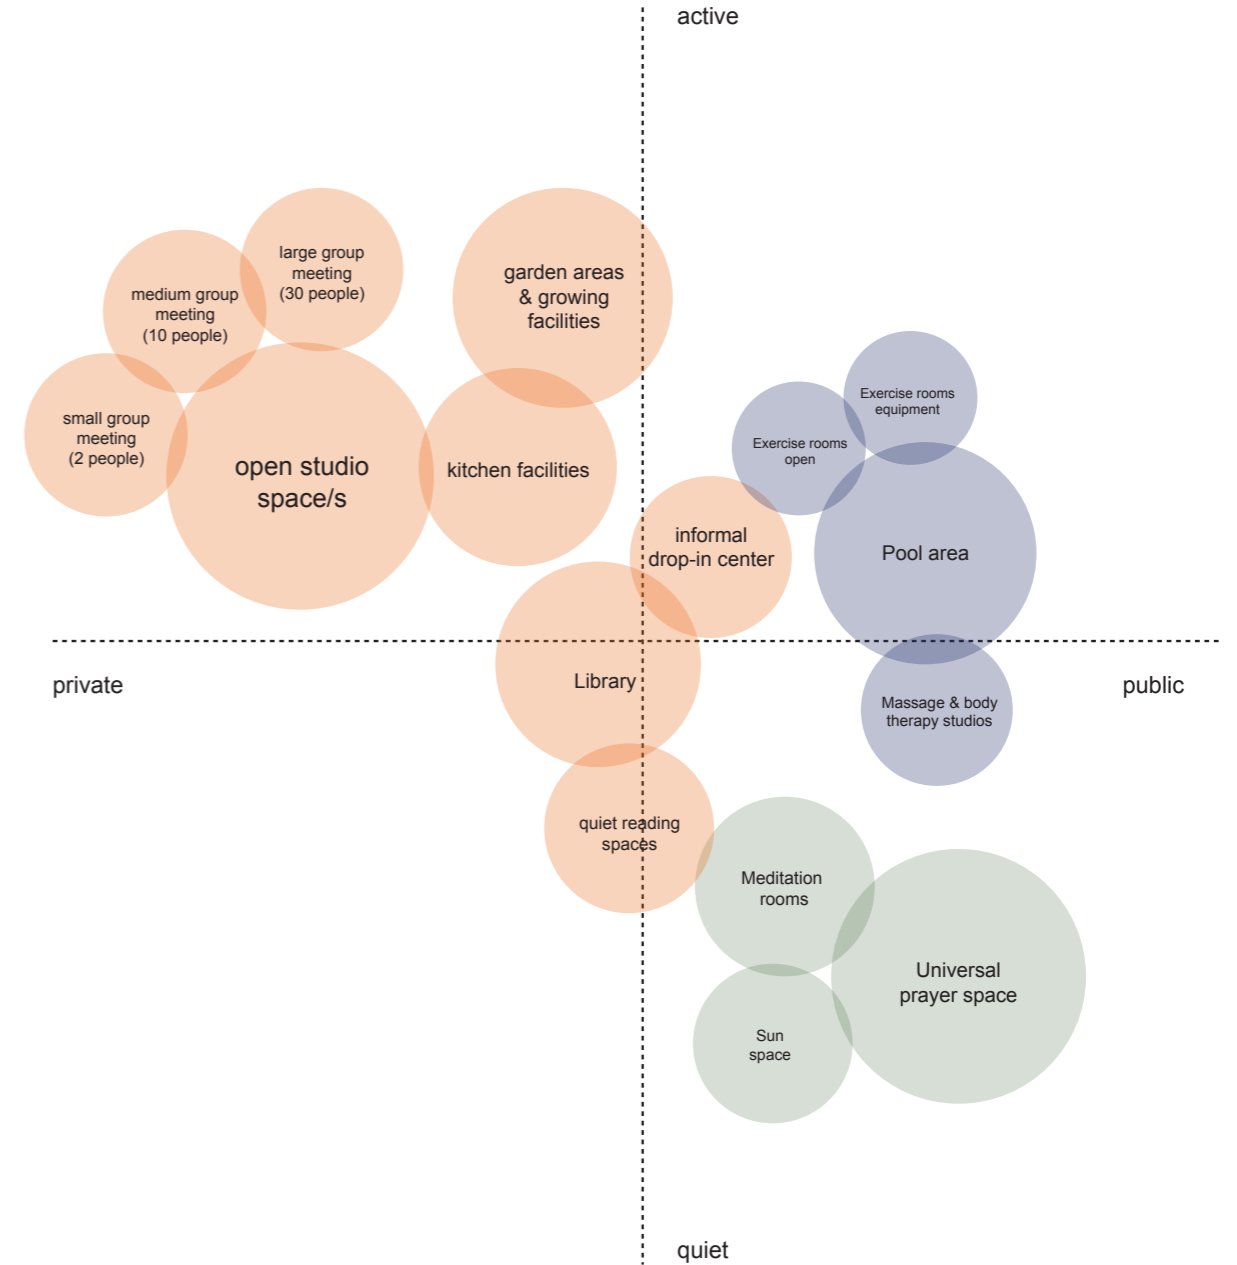 active
large group
meeting
(30 people)
medium group
meeting
(10 people)
small group
meeting
(2 people)
open studio
space/s
garden areas
& growing
facilities
kitchen facilities
Exercise rooms
equipment
Exercise rooms
open
informal
drop-in center
Pool area
private
Library
public
Massage & body
therapy studios
quiet reading
spaces
Meditation
rooms
Universal
prayer space
Sun
space
quiet